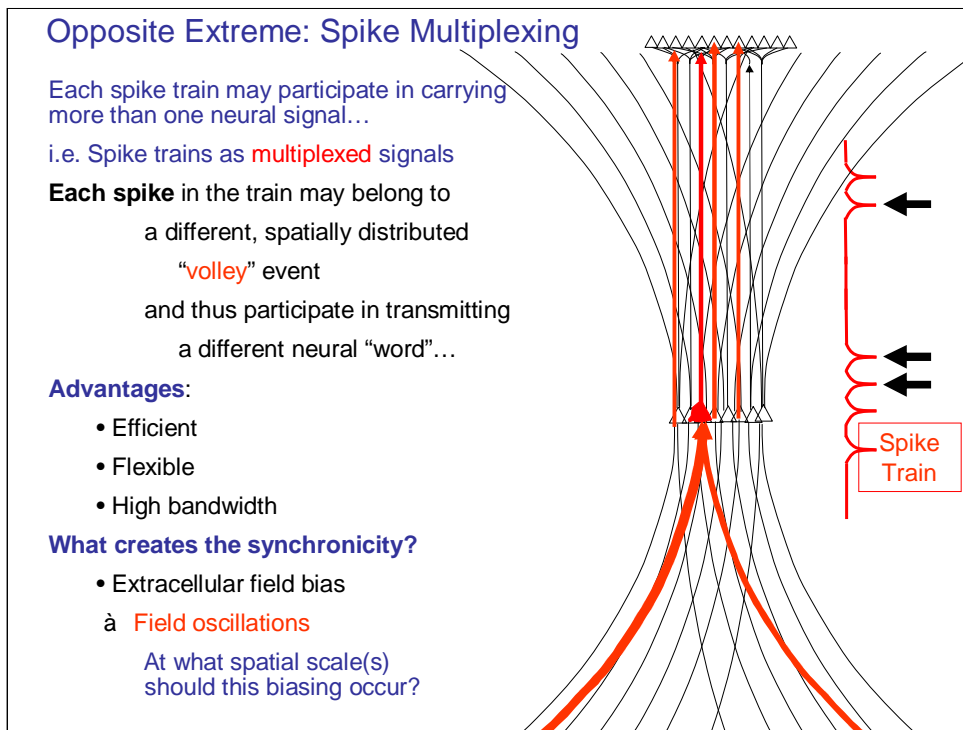 Opposite Extreme: Spike Multiplexing
Each spike train may participate in carrying
more than one neural signal…
i.e. Spike trains as multiplexed signals
Each spike in the train may belong to
a different, spatially distributed
“volley” event
and thus participate in transmitting
a different neural “word”…
Advantages:
• Efficient
• Flexible
• High bandwidth
What creates the synchronicity?
• Extracellular field bias
à Field oscillations
At what spatial scale(s)
should this biasing occur?
Spike
Train